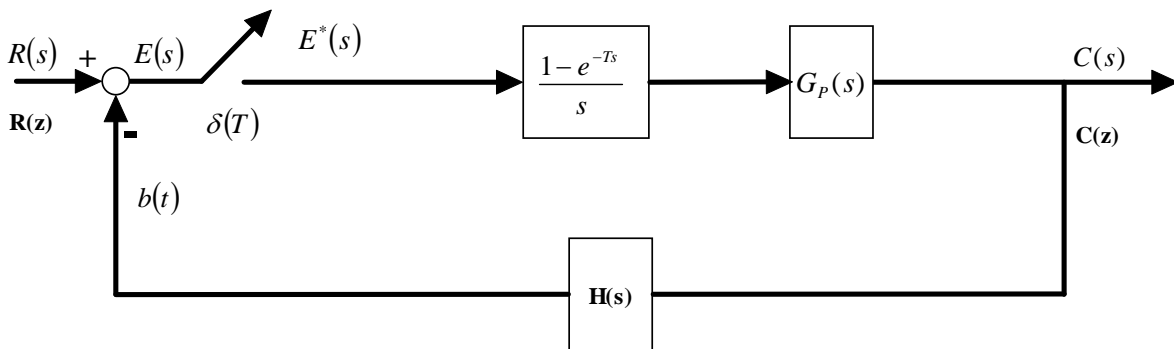 R(s)
+
E(s)
E*(s)
1 − e^{−Ts}
s
G_P(s)
C(s)
R(z)
-
δ(T)
C(z)
b(t)
H(s)